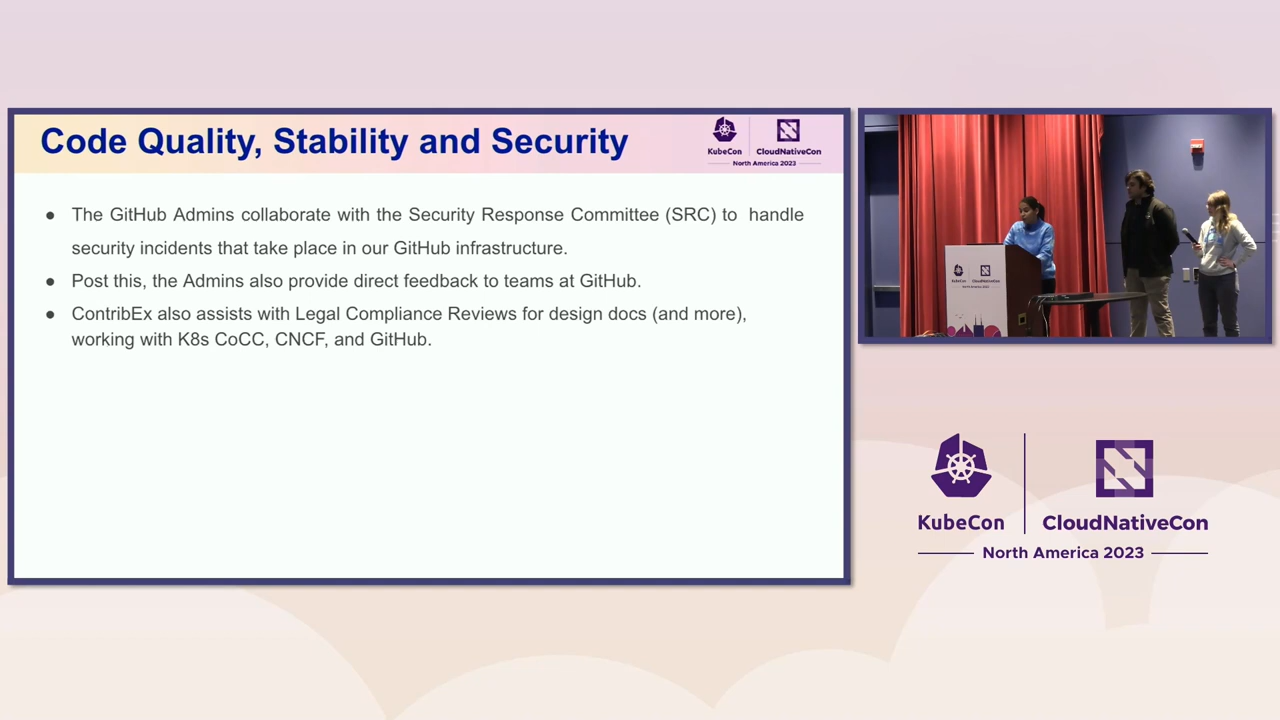 Code Quality, Stability and Security
KubeCon
CloudNativeCon
North America 2023
● The GitHub Admins collaborate with the Security Response Committee (SRC) to handle
security incidents that take place in our GitHub infrastructure.
● Post this, the Admins also provide direct feedback to teams at GitHub.
● ContribEx also assists with Legal Compliance Reviews for design docs (and more),
working with K8s CoCC, CNCF, and GitHub.
KubeCon
CloudNativeCon
North America 2023